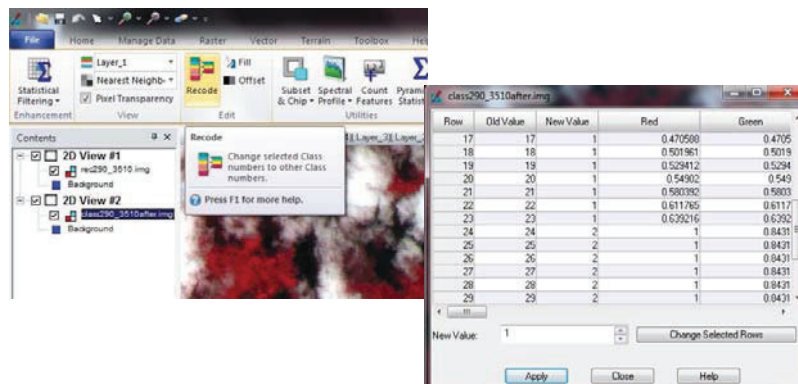 File Home Manage Data Raster Vector Terrain Toolbox
Layer_1 Fill
Nearest Neighb- Offset
Statistical Filtering Pixel Transparency Recode Subset & Chip Spectral Profile Count Features
Enhancement View Edit Utilities
Contents
2D View #1
rec290_3510.img
Background
2D View #2
class290_3510after.img
Background
Recode
Change selected Class
numbers to other Class
numbers.
Press F1 for more help.
class290_3510after.img
Row Old Value New Value Red Green
17 17 1 0.470588 0.4705
18 18 1 0.501961 0.5019
19 19 1 0.529412 0.5294
20 20 1 0.54902 0.549
21 21 1 0.580392 0.5803
22 22 1 0.611765 0.6117
23 23 1 0.639216 0.6392
24 24 2 1 0.8431
25 25 2 1 0.8431
26 26 2 1 0.8431
27 27 2 1 0.8431
28 28 2 1 0.8431
29 29 2 1 0.8431
New Value: 1 Change Selected Rows
Apply Close Help